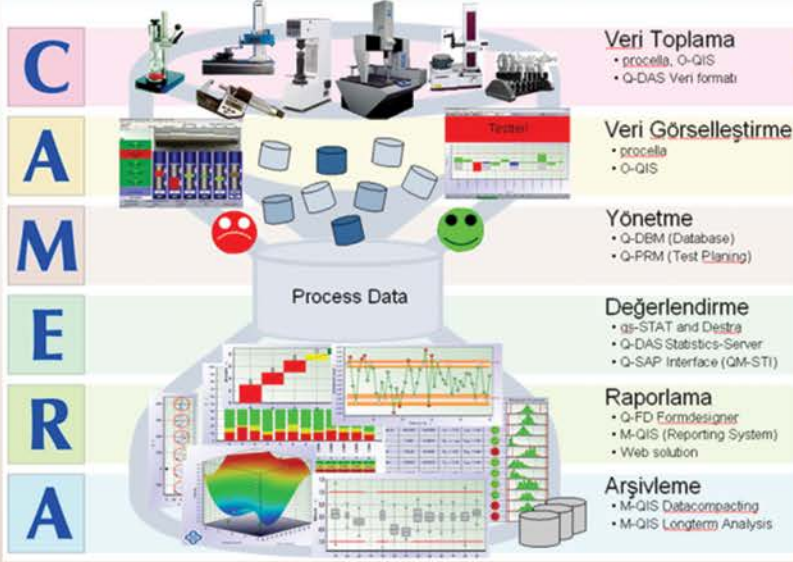 C
Veri Toplama
• procella, O-QIS
• Q-DAS Veri formatı
A
Testeri
Veri Görselleştirme
• procella
• O-QIS
M
Yönetme
• Q-DBM (Database)
• Q-PRM (Test Planing)
Process Data
E
Değerlendirme
• qs-STAT and Destra
• Q-DAS Statistics-Server
• Q-SAP Interface (QM-STI)
R
Raporlama
• Q-FD Formdesigner
• M-QIS (Reporting System)
• Web solution
A
Arşivleme
• M-QIS Datacompacting
• M-QIS Longterm Analysis